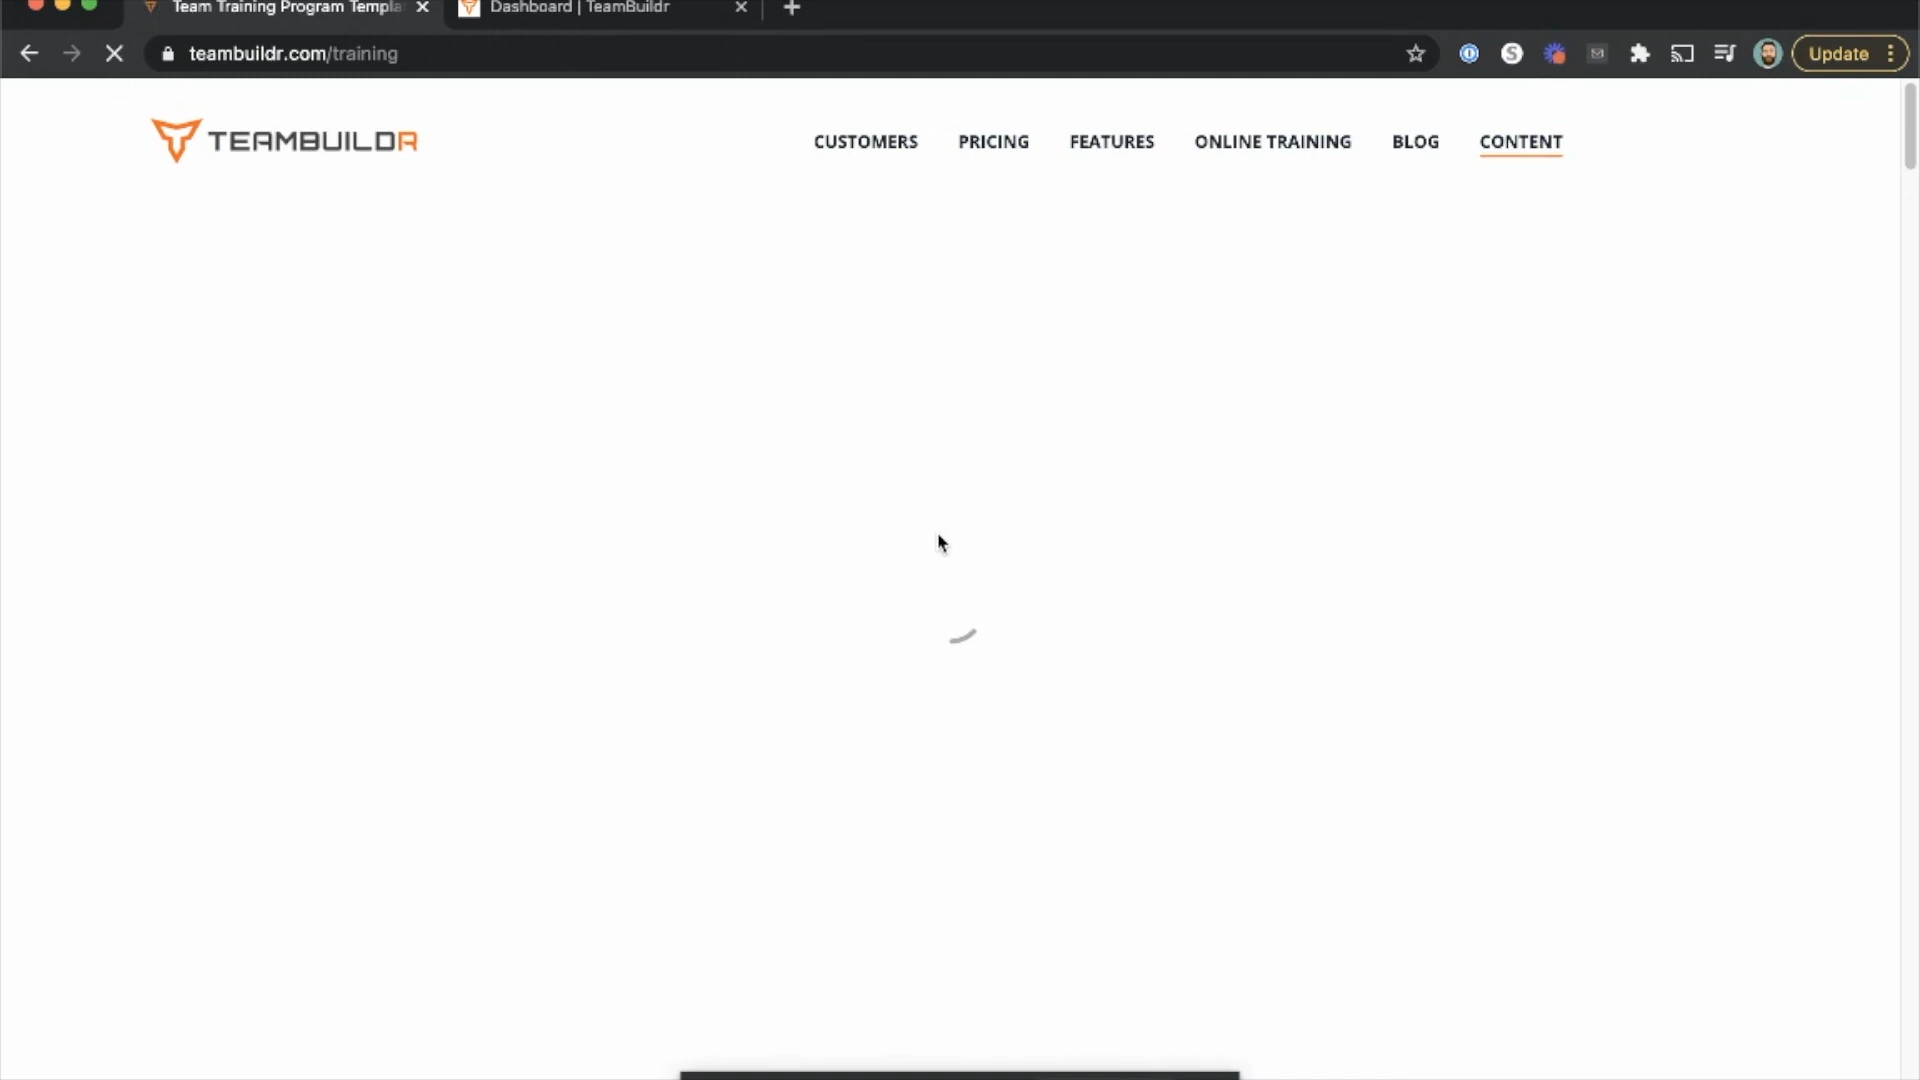 Team Training Program Templa
Dashboard | TeamBuildr
teambuildr.com/training
Update
TEAMBUILDR
CUSTOMERS
PRICING
FEATURES
ONLINE TRAINING
BLOG
CONTENT